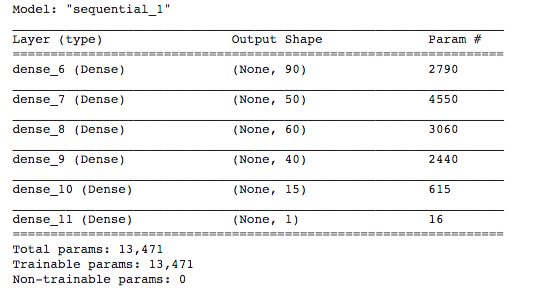 Model: "sequential_1"
Layer (type) Output Shape Param #
dense_6 (Dense) (None, 90) 2790
dense_7 (Dense) (None, 50) 4550
dense_8 (Dense) (None, 60) 3060
dense_9 (Dense) (None, 40) 2440
dense_10 (Dense) (None, 15) 615
dense_11 (Dense) (None, 1) 16
Total params: 13,471
Trainable params: 13,471
Non-trainable params: 0